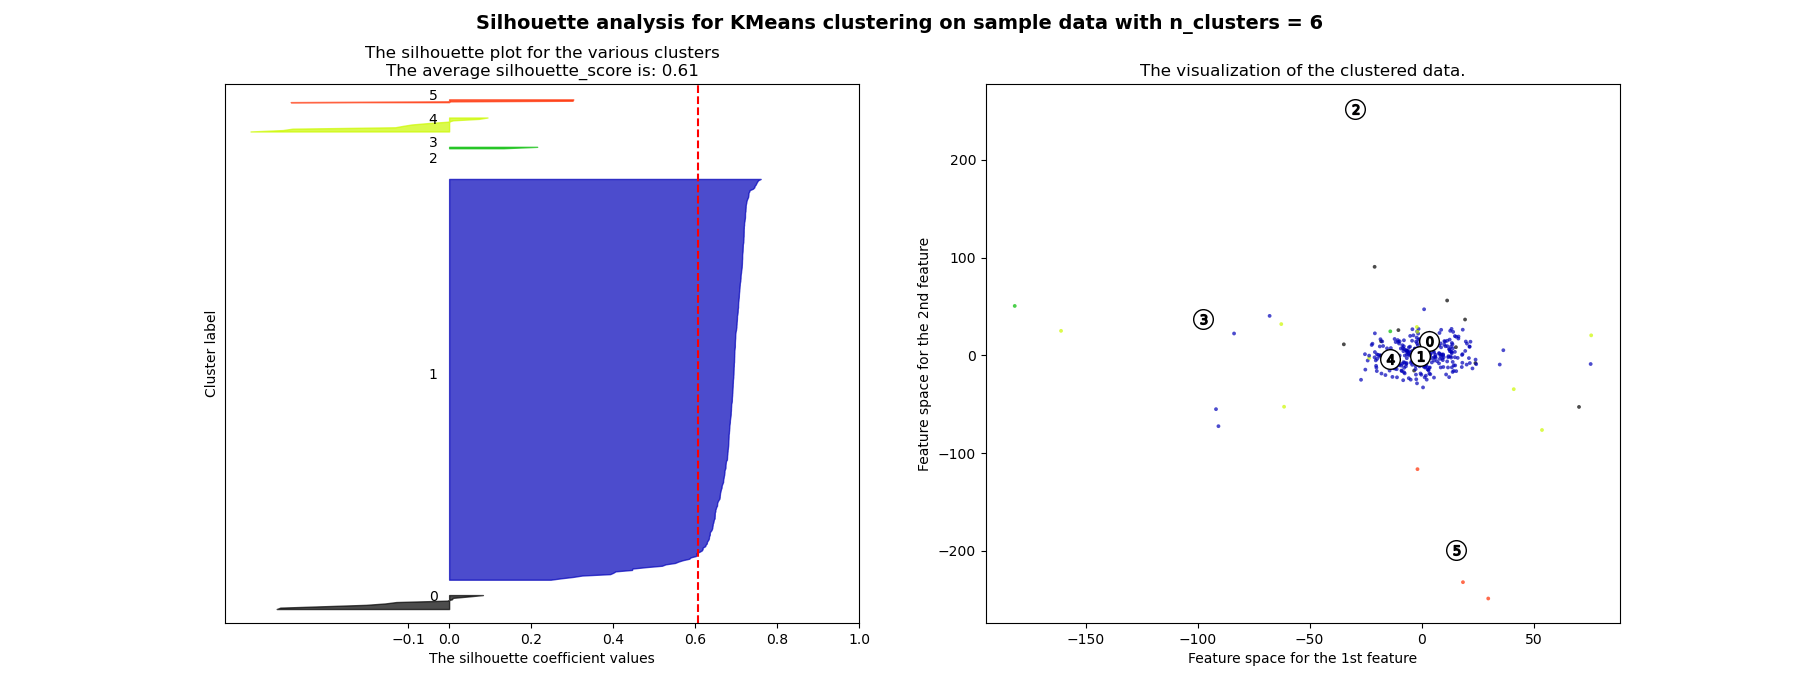 Silhouette analysis for KMeans clustering on sample data with n_clusters = 6
The silhouette plot for the various clusters
The average silhouette_score is: 0.61
5
4
3
2
1
0
Cluster label
−0.1 0.0 0.2 0.4 0.6 0.8 1.0
The silhouette coefficient values
The visualization of the clustered data.
200
100
0
−100
−200
Feature space for the 2nd feature
2
3
0
1
4
5
−150 −100 −50 0 50
Feature space for the 1st feature